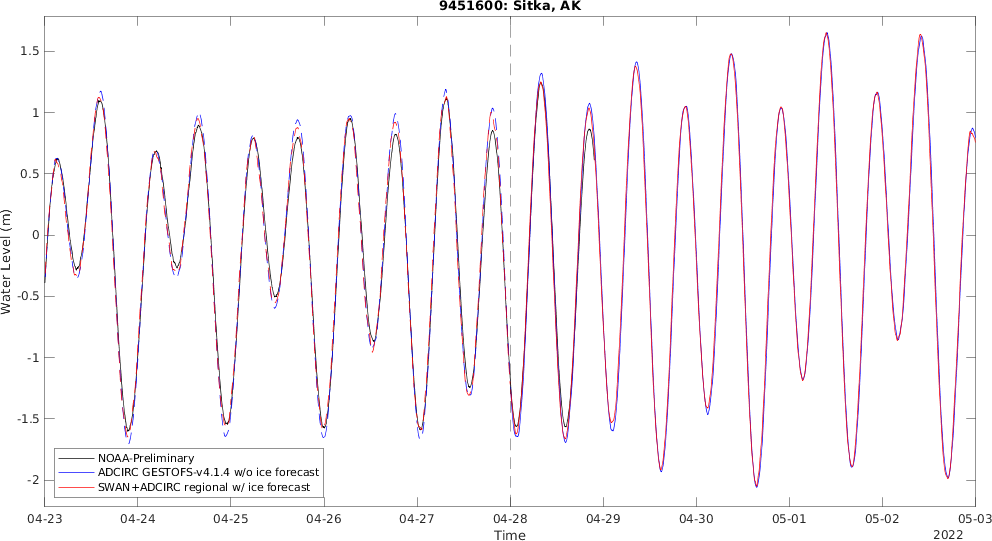 9451600: Sitka, AK
Water Level (m)
1.5
1
0.5
0
-0.5
-1
-1.5
-2
NOAA-Preliminary
ADCIRC GESTOFS-v4.1.4 w/o ice forecast
SWAN+ADCIRC regional w/ ice forecast
04-23 04-24 04-25 04-26 04-27 04-28 04-29 04-30 05-01 05-02 05-03
Time
2022